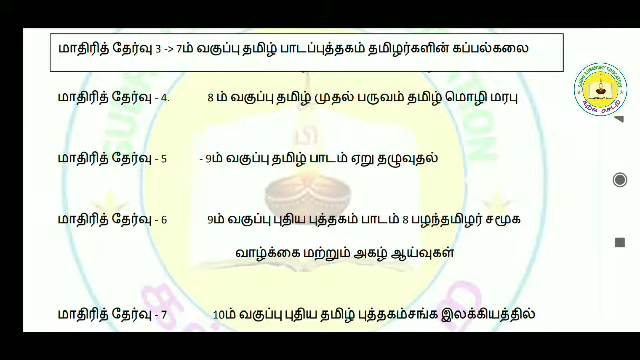 மாதிரித் தேர்வு 3 -> 7ம் வகுப்பு தமிழ் பாடப்புத்தகம் தமிழர்களின் கப்பல்கலை
மாதிரித் தேர்வு - 4. 8 ம் வகுப்பு தமிழ் முதல் பருவம் தமிழ் மொழி மரபு
மாதிரித் தேர்வு - 5 - 9ம் வகுப்பு தமிழ் பாடம் ஏறு தழுவுதல்
மாதிரித் தேர்வு - 6 9ம் வகுப்பு புதிய புத்தகம் பாடம் 8 பழந்தமிழர் சமூக
வாழ்க்கை மற்றும் அகழ் ஆய்வுகள்
மாதிரித் தேர்வு - 7 10ம் வகுப்பு புதிய தமிழ் புத்தகம்சங்க இலக்கியத்தில்